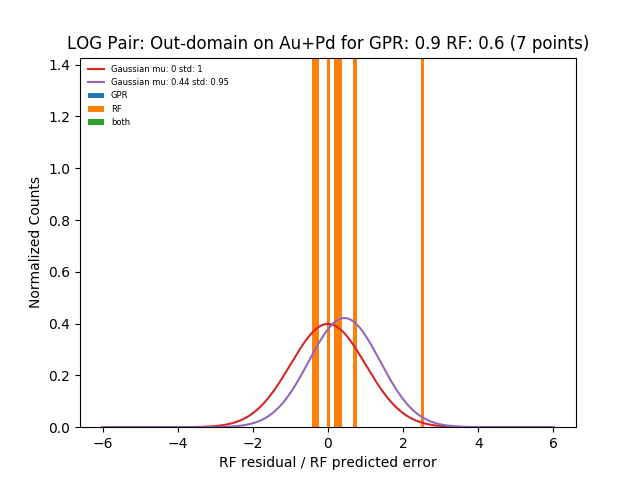 LOG Pair: Out-domain on Au+Pd for GPR: 0.9 RF: 0.6 (7 points)
Gaussian mu: 0 std: 1
Gaussian mu: 0.44 std: 0.95
GPR
RF
both
1.4
1.2
1.0
0.8
0.6
0.4
0.2
0.0
Normalized Counts
−6 −4 −2 0 2 4 6
RF residual / RF predicted error